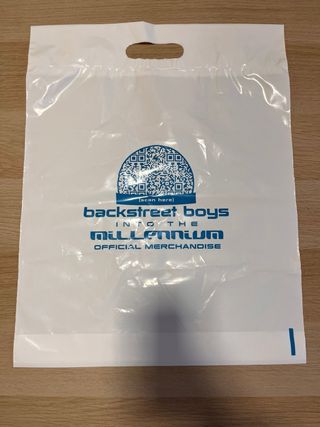 [scan here]
backstreet boys
INTO THE
MILLENNIUM
OFFICIAL MERCHANDISE